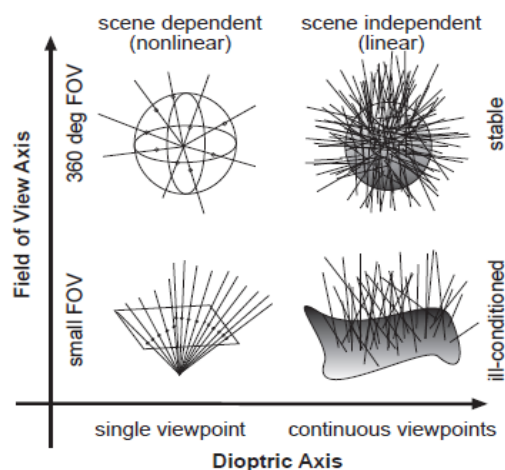 scene dependent
(nonlinear)
scene independent
(linear)
Field of View Axis
360 deg FOV
stable
small FOV
ill-conditioned
single viewpoint
continuous viewpoints
Dioptric Axis